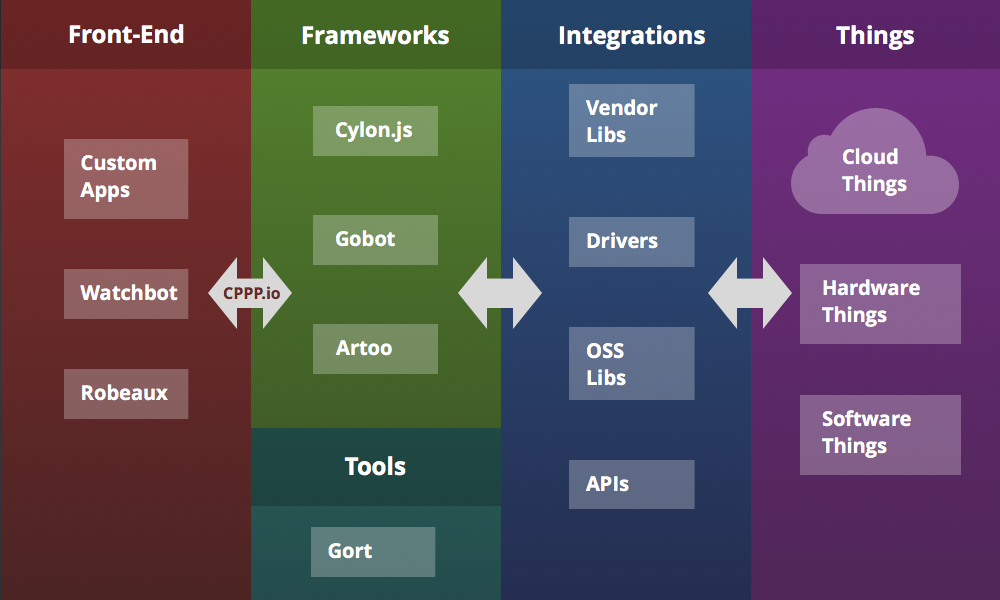 Front-End
Custom
Apps
Watchbot
Robeaux
CPPP.io
Frameworks
Cylon.js
Gobot
Artoo
Tools
Gort
Integrations
Vendor
Libs
Drivers
OSS
Libs
APIs
Things
Cloud
Things
Hardware
Things
Software
Things